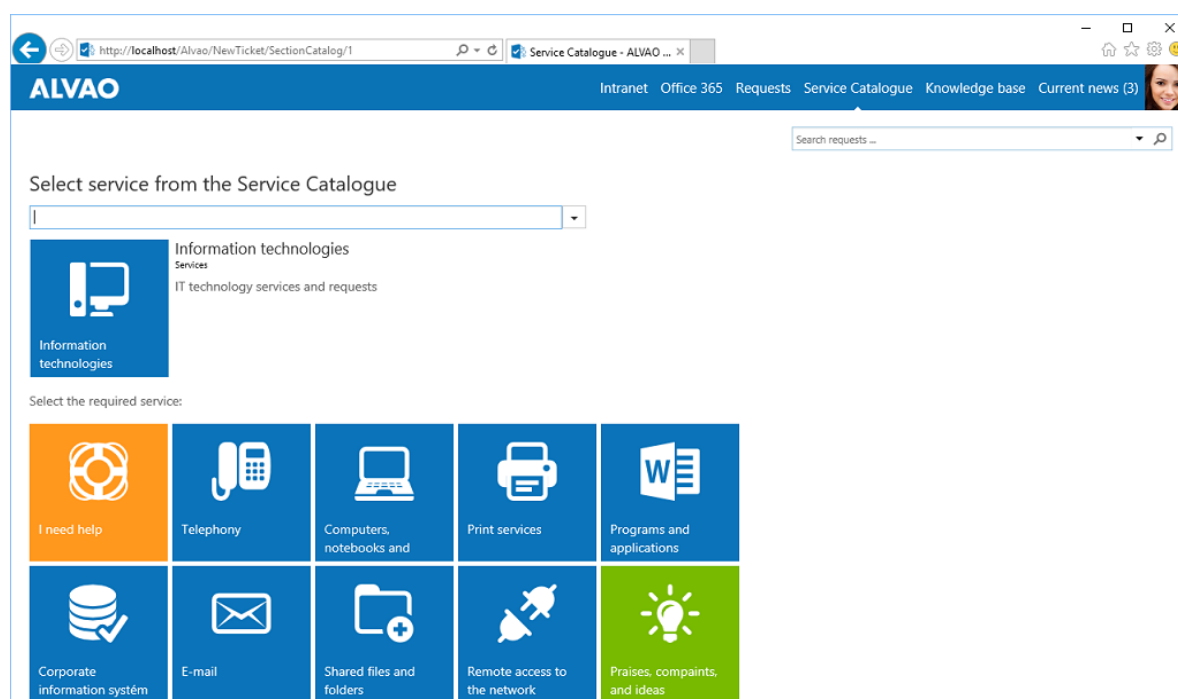 http://localhost/Alvao/NewTicket/SectionCatalog/1
Service Catalogue - ALVAO ...
ALVAO
Intranet Office 365 Requests Service Catalogue Knowledge base Current news (3)
Search requests ...
Select service from the Service Catalogue
Information technologies
Services
IT technology services and requests
Information
technologies
Select the required service:
I need help
Telephony
Computers,
notebooks and
Print services
W
Programs and
applications
Corporate
information systém
E-mail
Shared files and
folders
Remote access to
the network
Praises, compaints,
and ideas